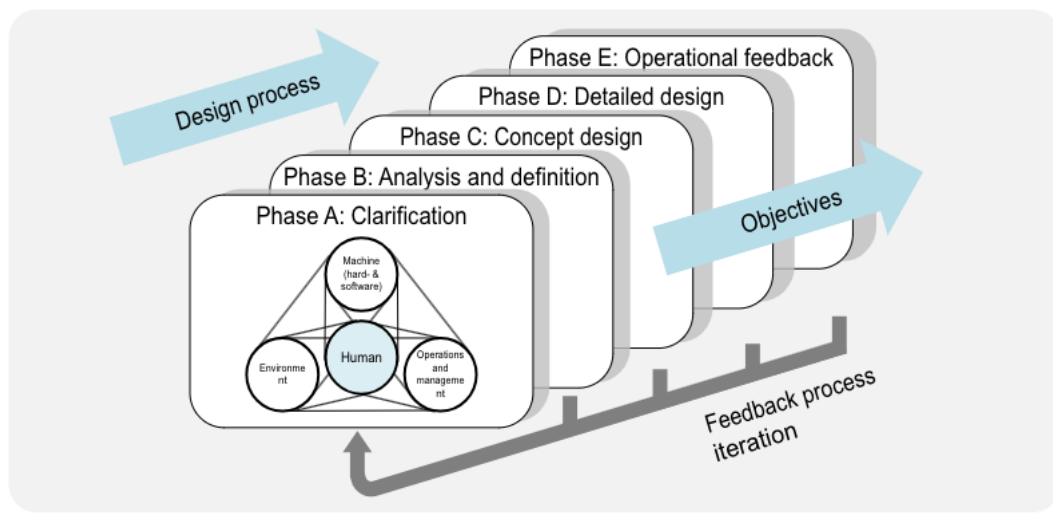 Design process
Phase E: Operational feedback
Phase D: Detailed design
Phase C: Concept design
Phase B: Analysis and definition
Phase A: Clarification
Objectives
Machine
(hard- &
software)
Human
Environme
nt
Operations
and
manageme
nt
Feedback process
iteration